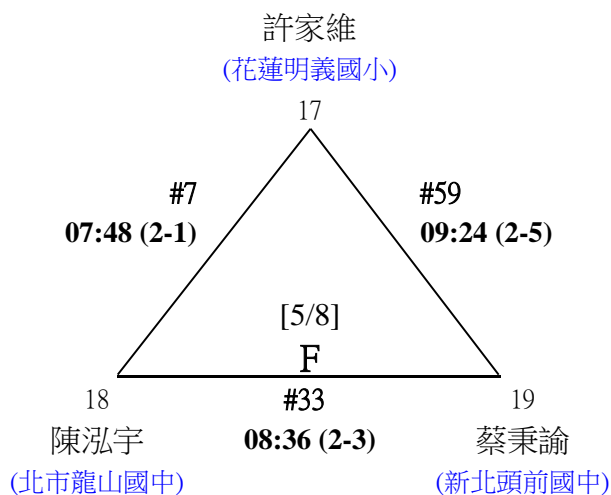 許家維
(花蓮明義國小)
17
#7
07:48 (2-1)
#59
09:24 (2-5)
[5/8]
F
18
#33
19
陳泓宇
08:36 (2-3)
蔡秉諭
(北市龍山國中)
(新北頭前國中)